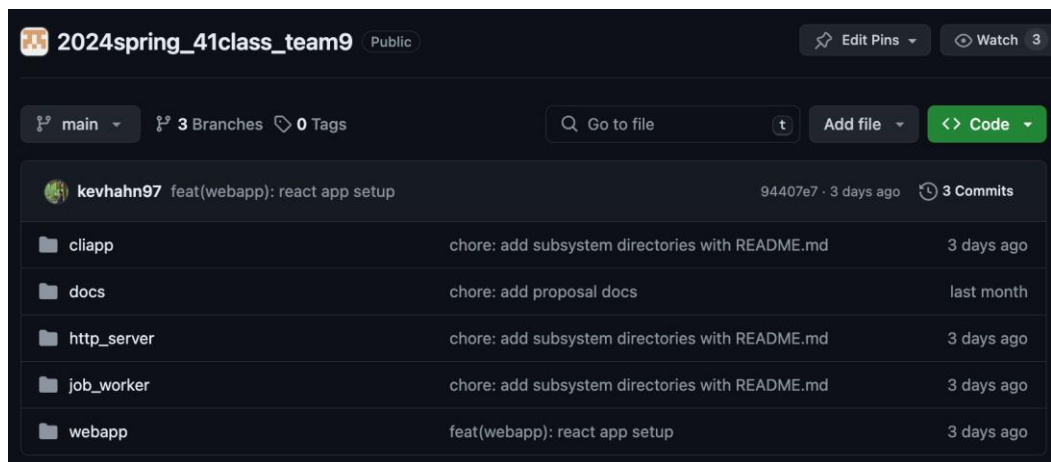 2024spring_41class_team9 Public Edit Pins Watch 3
main 3 Branches 0 Tags Go to file t Add file <> Code
kevhahn97 feat(webapp): react app setup 94407e7 · 3 days ago 3 Commits
cliapp chore: add subsystem directories with README.md 3 days ago
docs chore: add proposal docs last month
http_server chore: add subsystem directories with README.md 3 days ago
job_worker chore: add subsystem directories with README.md 3 days ago
webapp feat(webapp): react app setup 3 days ago